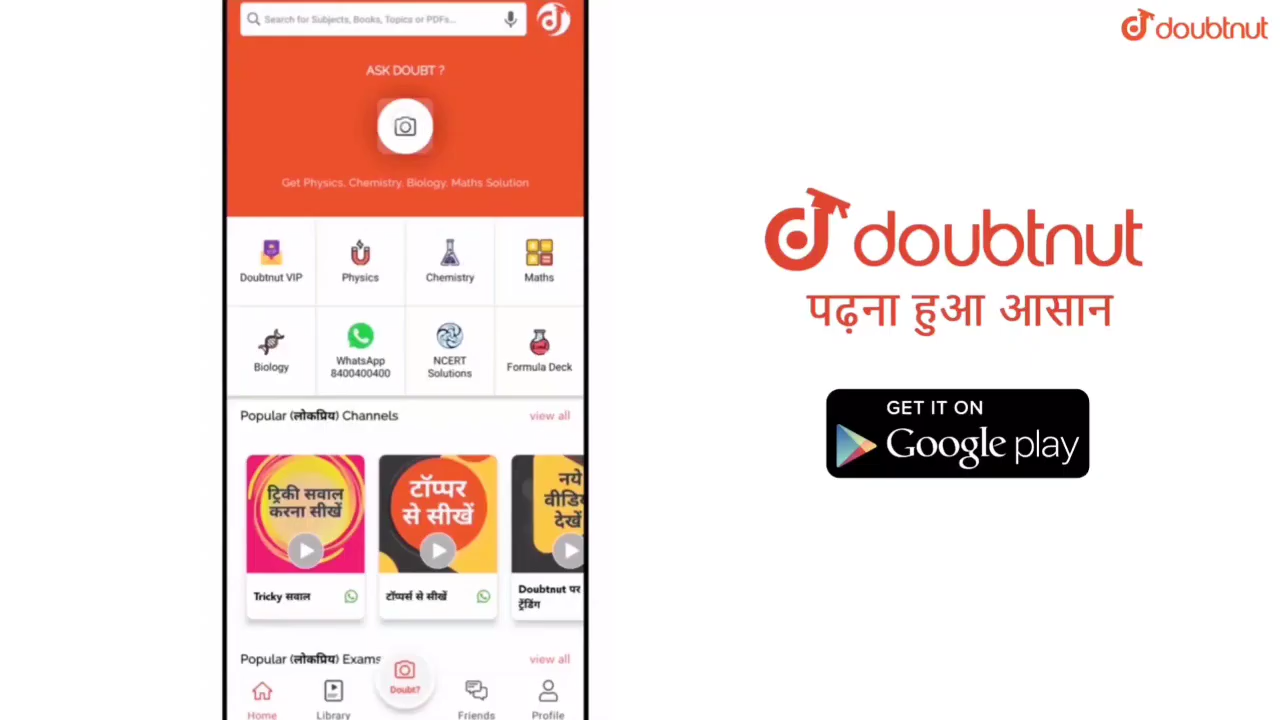 Search for Subjects, Books, Topics or PDFs...
doubtnut
ASK DOUBT ?
Get Physics, Chemistry, Biology, Maths Solution
Doubtnut VIP
Physics
Chemistry
Maths
Biology
WhatsApp
8400400400
NCERT
Solutions
Formula Deck
Popular (लोकप्रिय) Channels
view all
ट्रिकी सवाल
करना सीखें
टॉप्पर
से सीखें
नये
वीडि
देखें
Tricky सवाल
टॉप्पर्स से सीखें
Doubtnut पर
ट्रेंडिंग
Popular (लोकप्रिय) Exams
view all
Doubt?
Home
Library
Friends
Profile
doubtnut
पढ़ना हुआ आसान
GET IT ON
Google play